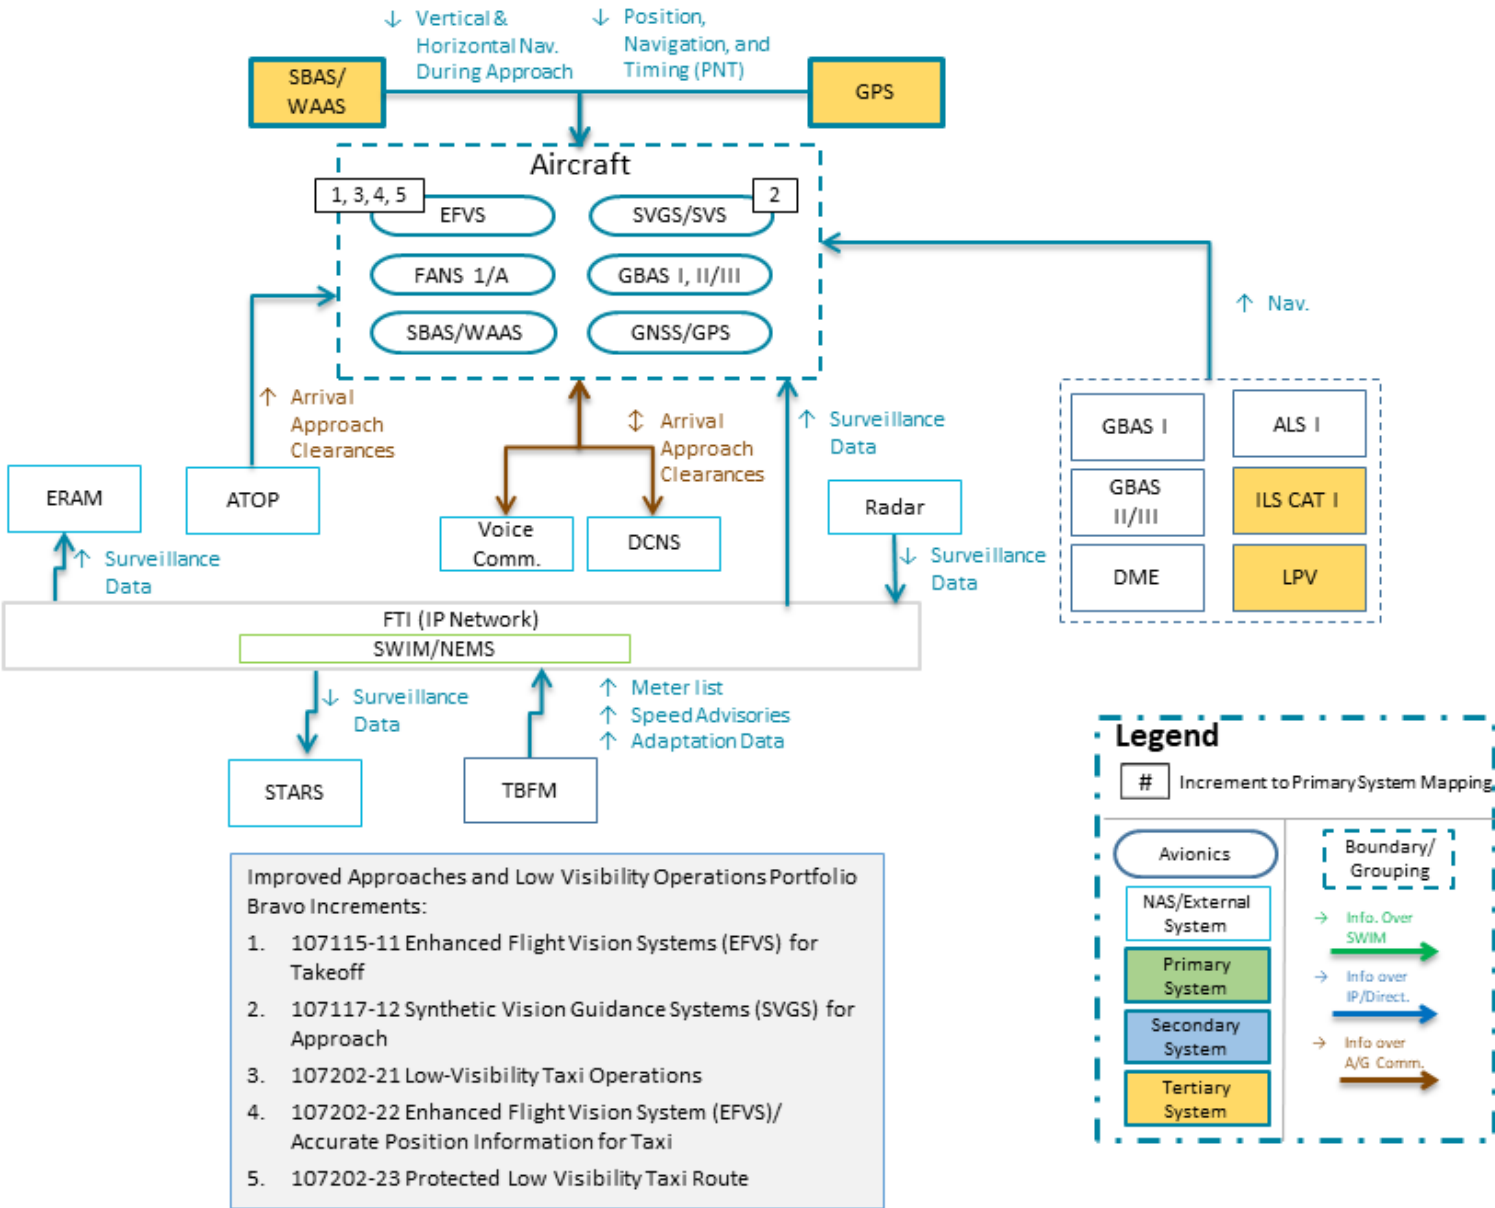 ↓ Vertical &
Horizontal Nav.
During Approach
↓ Position,
Navigation, and
Timing (PNT)
SBAS/
WAAS
GPS
Aircraft
1, 3, 4, 5
EFVS
SVGS/SVS
2
FANS 1/A
GBAS I, II/III
SBAS/WAAS
GNSS/GPS
↑ Nav.
↑ Arrival
Approach
Clearances
↕ Arrival
Approach
Clearances
↑ Surveillance
Data
GBAS I
ALS I
GBAS
II/III
ILS CAT I
DME
LPV
ERAM
ATOP
Voice
Comm.
DCNS
Radar
↑ Surveillance
Data
↓ Surveillance
Data
FTI (IP Network)
SWIM/NEMS
↓ Surveillance
Data
↑ Meter list
↑ Speed Advisories
↑ Adaptation Data
STARS
TBFM
Legend
# Increment to Primary System Mapping
Avionics
NAS/External
System
Primary
System
Secondary
System
Tertiary
System
Boundary/
Grouping
→ Info. Over
SWIM
→ Info over
IP/Direct.
→ Info over
A/G Comm.
Improved Approaches and Low Visibility Operations Portfolio
Bravo Increments:
1. 107115-11 Enhanced Flight Vision Systems (EFVS) for
Takeoff
2. 107117-12 Synthetic Vision Guidance Systems (SVGS) for
Approach
3. 107202-21 Low-Visibility Taxi Operations
4. 107202-22 Enhanced Flight Vision System (EFVS)/
Accurate Position Information for Taxi
5. 107202-23 Protected Low Visibility Taxi Route